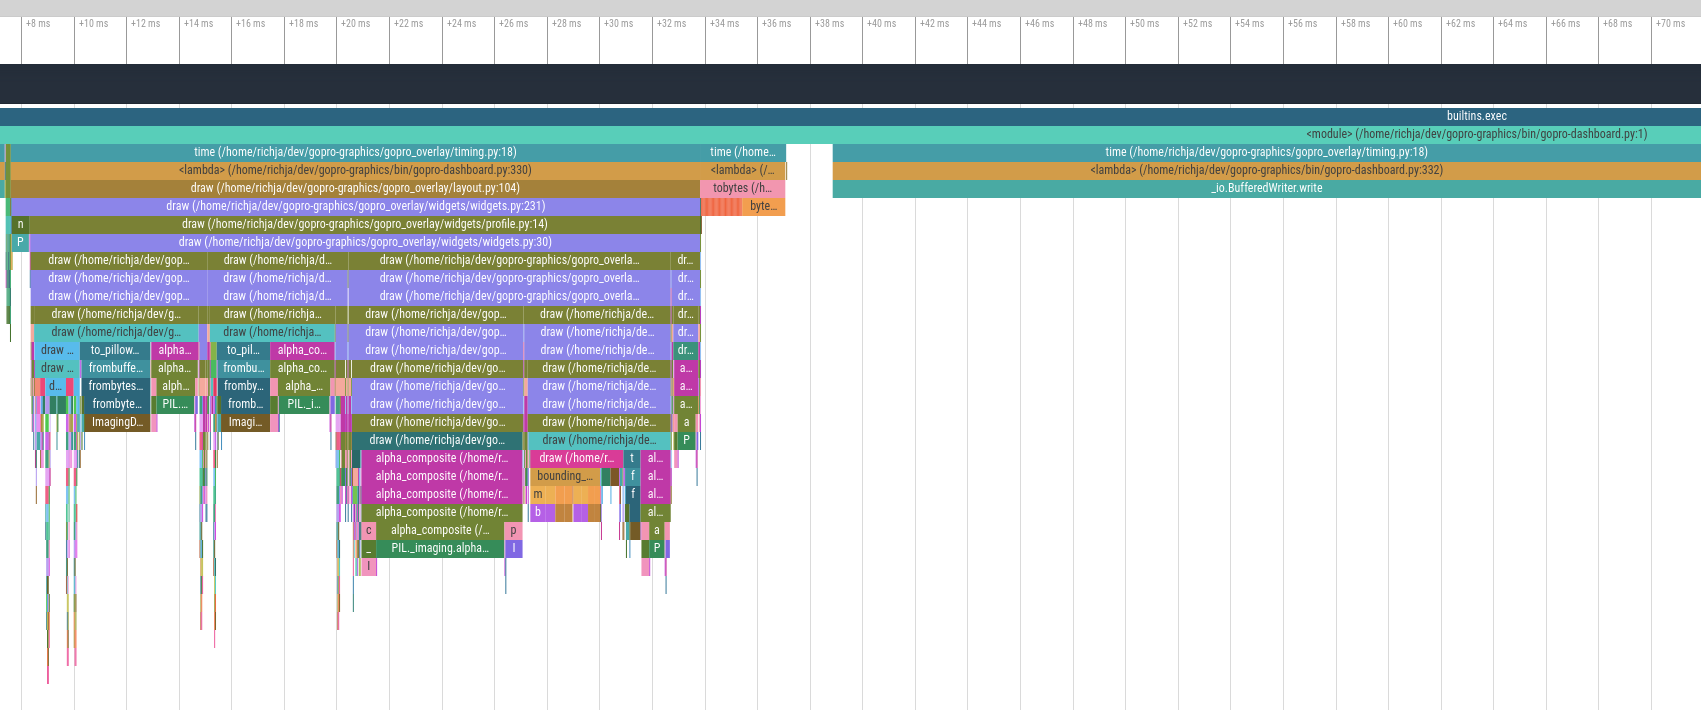 +8 ms +10 ms +12 ms +14 ms +16 ms +18 ms +20 ms +22 ms +24 ms +26 ms +28 ms +30 ms +32 ms +34 ms +36 ms +38 ms +40 ms +42 ms +44 ms +46 ms +48 ms +50 ms +52 ms +54 ms +56 ms +58 ms +60 ms +62 ms +64 ms +66 ms +68 ms +70 ms
builtins.exec
<module> (/home/richja/dev/gopro-graphics/bin/gopro-dashboard.py:1)
time (/home/richja/dev/gopro-graphics/gopro_overlay/timing.py:18) time (/home... time (/home/richja/dev/gopro-graphics/gopro_overlay/timing.py:18)
<lambda> (/home/richja/dev/gopro-graphics/bin/gopro-dashboard.py:330) <lambda> (/... <lambda> (/home/richja/dev/gopro-graphics/bin/gopro-dashboard.py:332)
draw (/home/richja/dev/gopro-graphics/gopro_overlay/layout.py:104) tobytes (/h... _io.BufferedWriter.write
draw (/home/richja/dev/gopro-graphics/gopro_overlay/widgets/widgets.py:231) byte...
n draw (/home/richja/dev/gopro-graphics/gopro_overlay/widgets/profile.py:14)
P draw (/home/richja/dev/gopro-graphics/gopro_overlay/widgets/widgets.py:30)
draw (/home/richja/dev/gop... draw (/home/richja/d... draw (/home/richja/dev/gopro-graphics/gopro_overla... dr...
draw (/home/richja/dev/gop... draw (/home/richja/d... draw (/home/richja/dev/gopro-graphics/gopro_overla... dr...
draw (/home/richja/dev/gop... draw (/home/richja/d... draw (/home/richja/dev/gopro-graphics/gopro_overla... dr...
draw (/home/richja/dev/g... draw (/home/richja... draw (/home/richja/dev/gop... draw (/home/richja/de... dr...
draw (/home/richja/dev/g... draw (/home/richja... draw (/home/richja/dev/gop... draw (/home/richja/de... dr...
draw ... to_pillow... alpha... to_pil... alpha_co... draw (/home/richja/dev/gop... draw (/home/richja/de... dr...
draw ... frombuffe... alpha... frombu... alpha_co... draw (/home/richja/dev/go... draw (/home/richja/de... a...
d... frombytes... alph... fromby... alpha_... draw (/home/richja/dev/go... draw (/home/richja/de... a...
frombyte... PIL.... fromb... PIL._i... draw (/home/richja/dev/go... draw (/home/richja/de... a...
ImagingD... Imagi... draw (/home/richja/dev/go... draw (/home/richja/de... a
draw (/home/richja/dev/go... draw (/home/richja/de... P
alpha_composite (/home/r... draw (/home/r... t al...
alpha_composite (/home/r... bounding_... f al...
alpha_composite (/home/r... m f al...
alpha_composite (/home/r... b al...
c alpha_composite (/... p a
_ PIL._imaging.alpha... I P
I